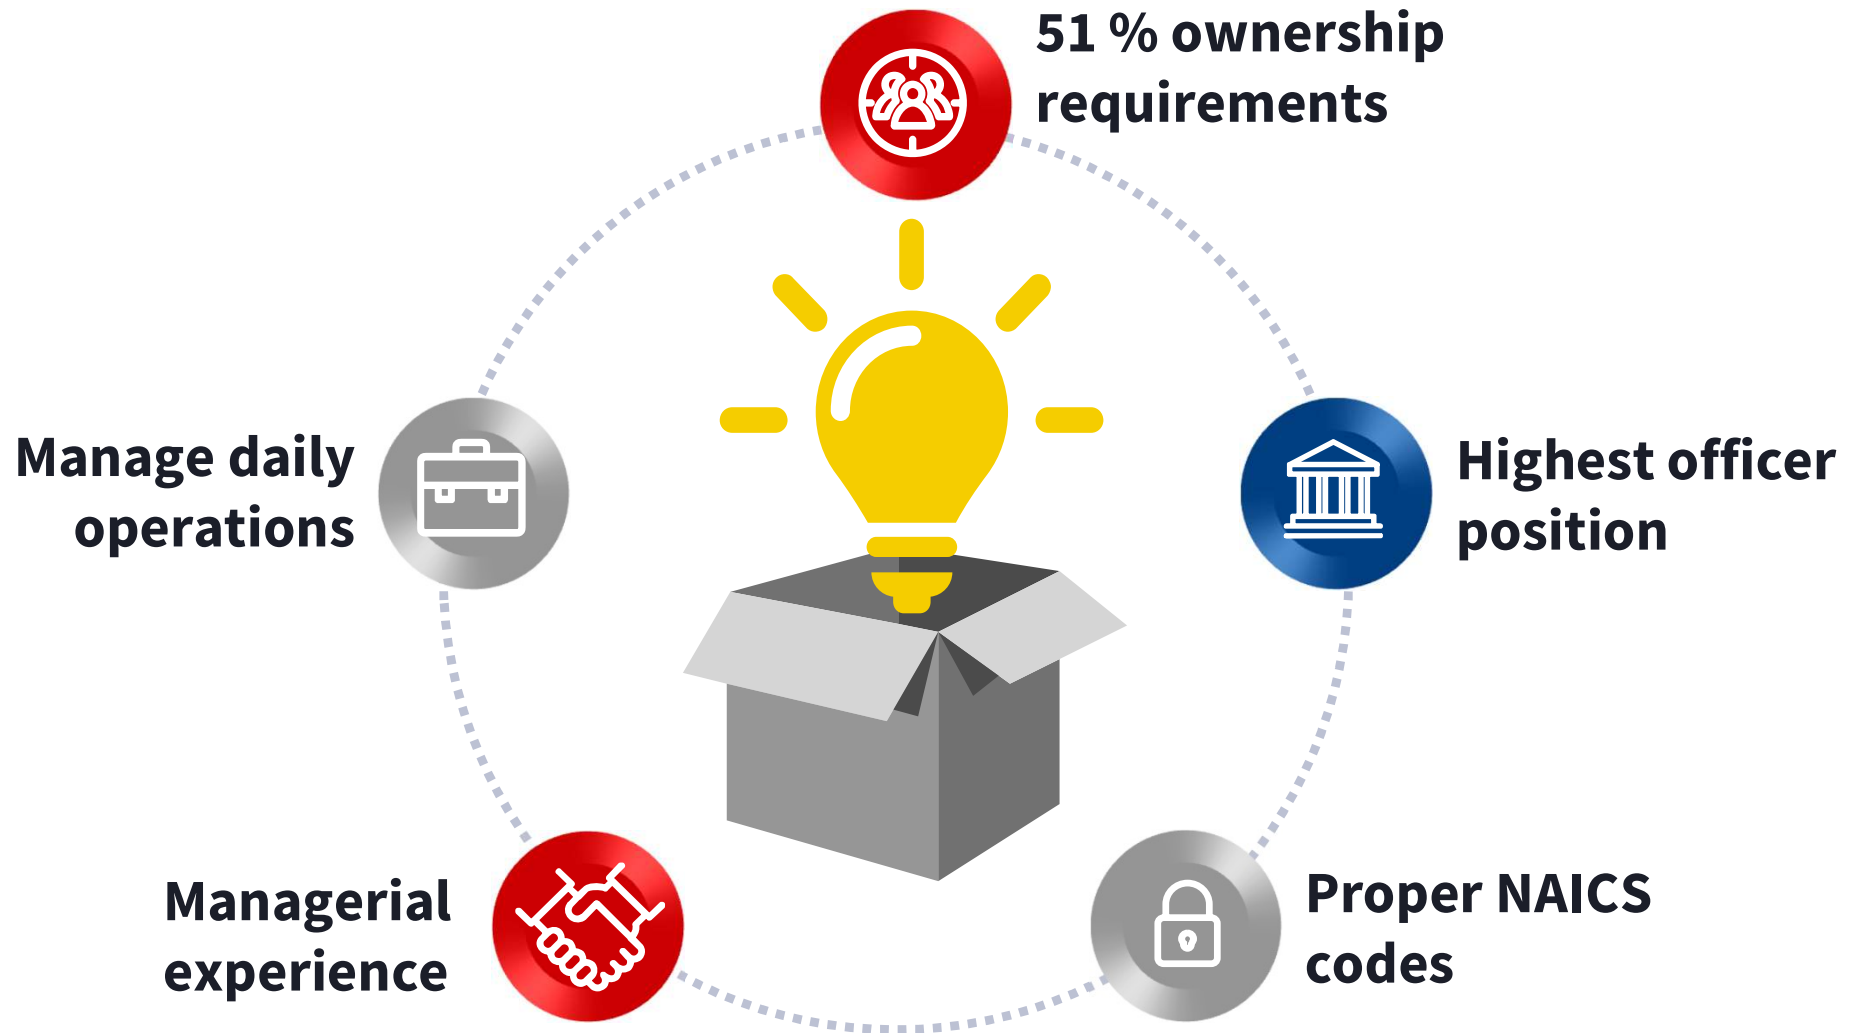 51 % ownership
requirements
Manage daily
operations
Highest officer
position
Managerial
experience
Proper NAICS
codes